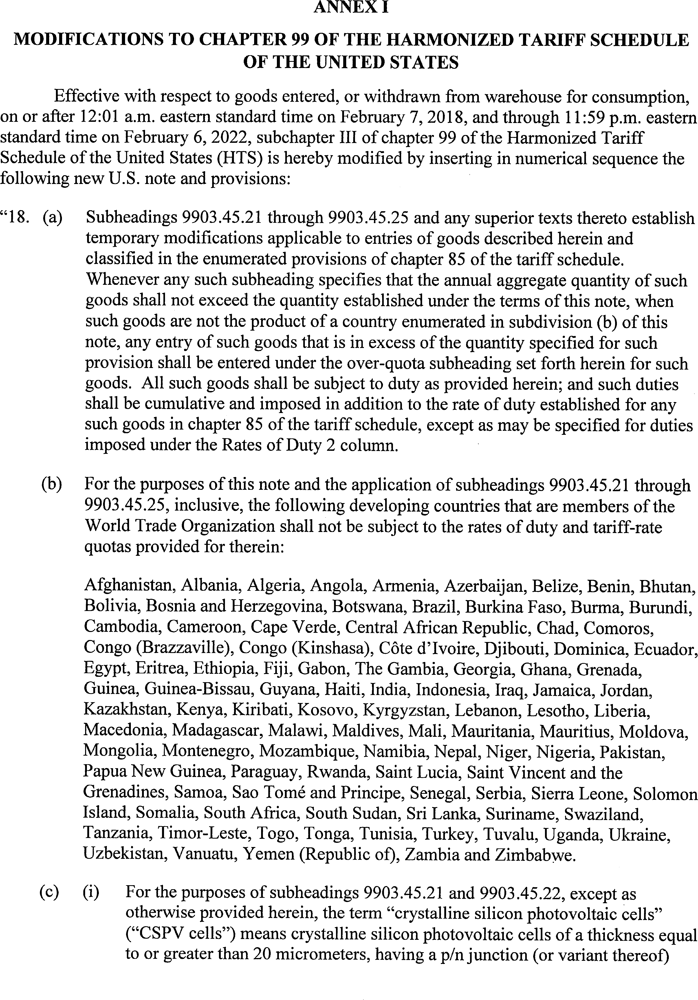 ANNEX I
MODIFICATIONS TO CHAPTER 99 OF THE HARMONIZED TARIFF SCHEDULE
OF THE UNITED STATES
Effective with respect to goods entered, or withdrawn from warehouse for consumption,
on or after 12:01 a.m. eastern standard time on February 7, 2018, and through 11:59 p.m. eastern
standard time on February 6, 2022, subchapter III of chapter 99 of the Harmonized Tariff
Schedule of the United States (HTS) is hereby modified by inserting in numerical sequence the
following new U.S. note and provisions:
“18. (a) Subheadings 9903.45.21 through 9903.45.25 and any superior texts thereto establish
temporary modifications applicable to entries of goods described herein and
classified in the enumerated provisions of chapter 85 of the tariff schedule.
Whenever any such subheading specifies that the annual aggregate quantity of such
goods shall not exceed the quantity established under the terms of this note, when
such goods are not the product of a country enumerated in subdivision (b) of this
note, any entry of such goods that is in excess of the quantity specified for such
provision shall be entered under the over-quota subheading set forth herein for such
goods. All such goods shall be subject to duty as provided herein; and such duties
shall be cumulative and imposed in addition to the rate of duty established for any
such goods in chapter 85 of the tariff schedule, except as may be specified for duties
imposed under the Rates of Duty 2 column.
(b) For the purposes of this note and the application of subheadings 9903.45.21 through
9903.45.25, inclusive, the following developing countries that are members of the
World Trade Organization shall not be subject to the rates of duty and tariff-rate
quotas provided for therein:
Afghanistan, Albania, Algeria, Angola, Armenia, Azerbaijan, Belize, Benin, Bhutan,
Bolivia, Bosnia and Herzegovina, Botswana, Brazil, Burkina Faso, Burma, Burundi,
Cambodia, Cameroon, Cape Verde, Central African Republic, Chad, Comoros,
Congo (Brazzaville), Congo (Kinshasa), Côte d’Ivoire, Djibouti, Dominica, Ecuador,
Egypt, Eritrea, Ethiopia, Fiji, Gabon, The Gambia, Georgia, Ghana, Grenada,
Guinea, Guinea-Bissau, Guyana, Haiti, India, Indonesia, Iraq, Jamaica, Jordan,
Kazakhstan, Kenya, Kiribati, Kosovo, Kyrgyzstan, Lebanon, Lesotho, Liberia,
Macedonia, Madagascar, Malawi, Maldives, Mali, Mauritania, Mauritius, Moldova,
Mongolia, Montenegro, Mozambique, Namibia, Nepal, Niger, Nigeria, Pakistan,
Papua New Guinea, Paraguay, Rwanda, Saint Lucia, Saint Vincent and the
Grenadines, Samoa, Sao Tomé and Principe, Senegal, Serbia, Sierra Leone, Solomon
Island, Somalia, South Africa, South Sudan, Sri Lanka, Suriname, Swaziland,
Tanzania, Timor-Leste, Togo, Tonga, Tunisia, Turkey, Tuvalu, Uganda, Ukraine,
Uzbekistan, Vanuatu, Yemen (Republic of), Zambia and Zimbabwe.
(c) (i) For the purposes of subheadings 9903.45.21 and 9903.45.22, except as
otherwise provided herein, the term “crystalline silicon photovoltaic cells”
(“CSPV cells”) means crystalline silicon photovoltaic cells of a thickness equal
to or greater than 20 micrometers, having a p/n junction (or variant thereof)